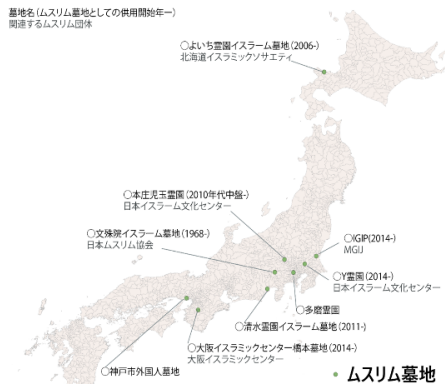 墓地名（ムスリム墓地としての供用開始年ー）
関連するムスリム団体
○よいち霊園イスラーム墓地（2006-）
北海道イスラミックソサエティ
○本庄児玉霊園（2010年代中盤-）
日本イスラーム文化センター
○文殊院イスラーム墓地（1968-）
日本ムスリム協会
○IGIP(2014-）
MGIJ
○Y霊園（2014-）
日本イスラーム文化センター
○多磨霊園
○清水霊園イスラーム墓地（2011-）
○大阪イスラミックセンター橋本墓地（2014-）
大阪イスラミックセンター
○神戸市外国人墓地
ムスリム墓地